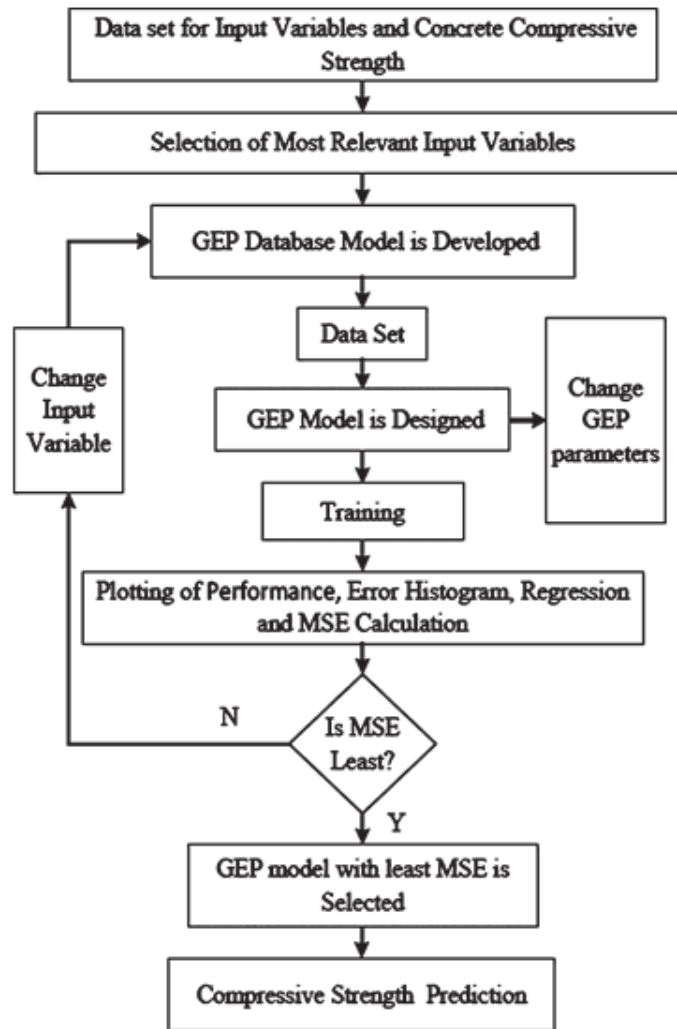 Data set for Input Variables and Concrete Compressive
Strength
Selection of Most Relevant Input Variables
GEP Database Model is Developed
Data Set
Change
Input
Variable
Change
GEP
parameters
GEP Model is Designed
Training
Plotting of Performance, Error Histogram, Regression
and MSE Calculation
N
Is MSE
Least?
Y
GEP model with least MSE is
Selected
Compressive Strength Prediction